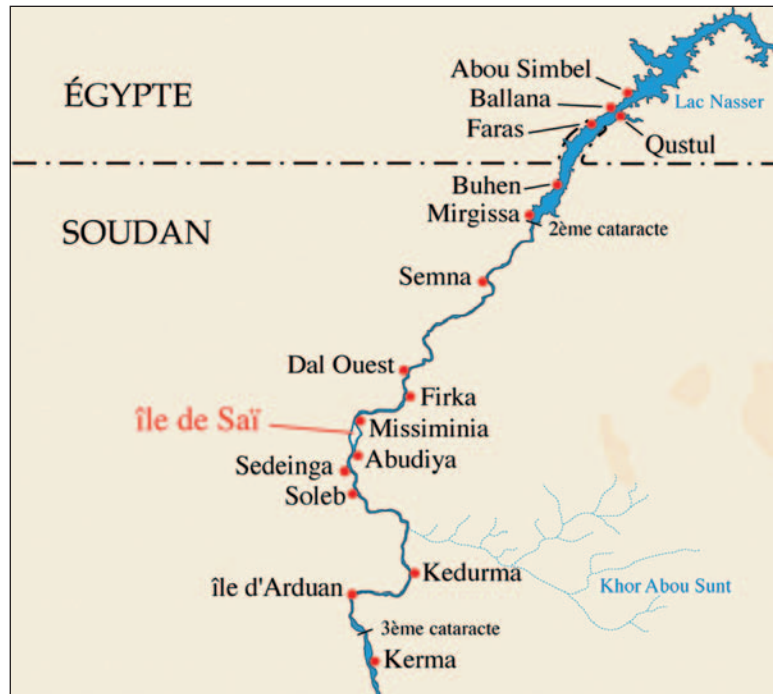 ÉGYPTE
Abou Simbel
Ballana
Lac Nasser
Faras
Qustul
Buhen
SOUDAN
Mirgissa
2ème cataracte
Semna
Dal Ouest
Firka
île de Saï
Missiminia
Abudiya
Sedeinga
Soleb
Kedurma
île d'Arduan
Khor Abou Sunt
3ème cataracte
Kerma